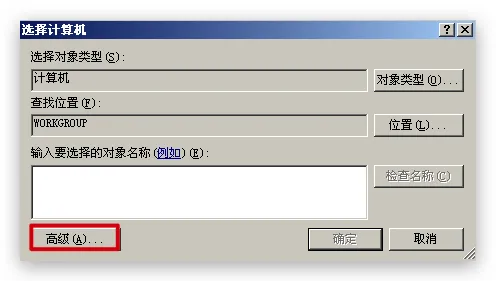 选择计算机
选择对象类型(S):
计算机
对象类型(O)...
查找位置(F):
WORKGROUP
位置(L)...
输入要选择的对象名称(例如)(E):
检查名称(C)
高级(A)...
确定
取消